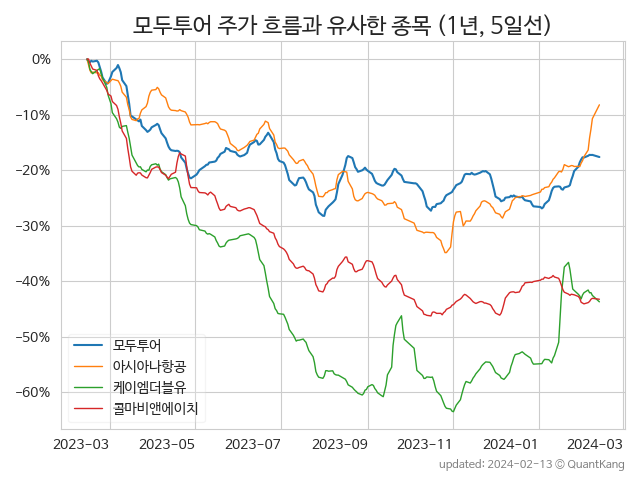 모두투어 주가 흐름과 유사한 종목 (1년, 5일선)
0%
−10%
−20%
−30%
−40%
−50%
−60%
모두투어
아시아나항공
케이엠더블유
콜마비앤에이치
2023−03 2023−05 2023−07 2023−09 2023−11 2024−01 2024−03
updated: 2024−02−13 © QuantKang